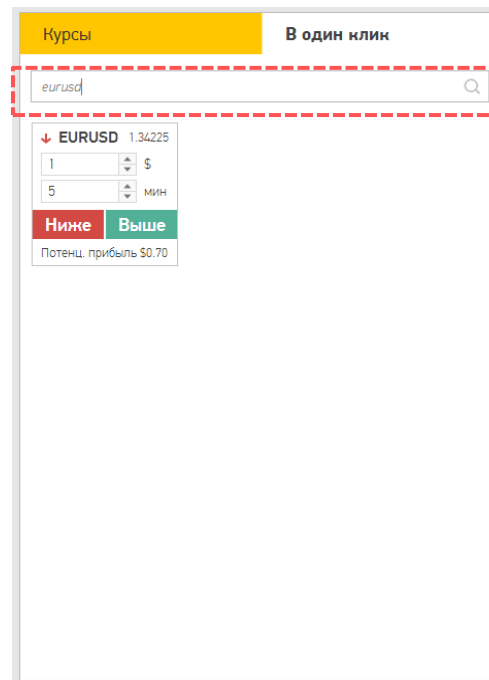 Курсы В один клик
eurusd
EURUSD 1.34225
1 $
5 мин
Ниже Выше
Потенц. прибыль $0.70